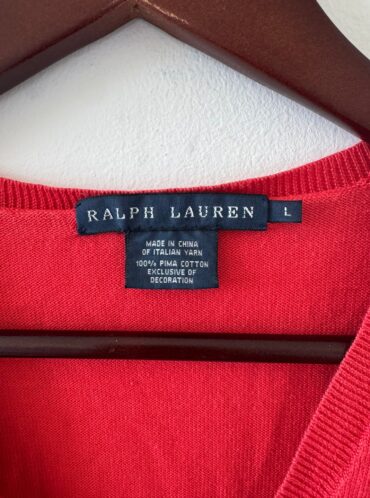 RALPH LAUREN L
MADE IN CHINA
OF ITALIAN YARN
100% PIMA COTTON
EXCLUSIVE OF
DECORATION